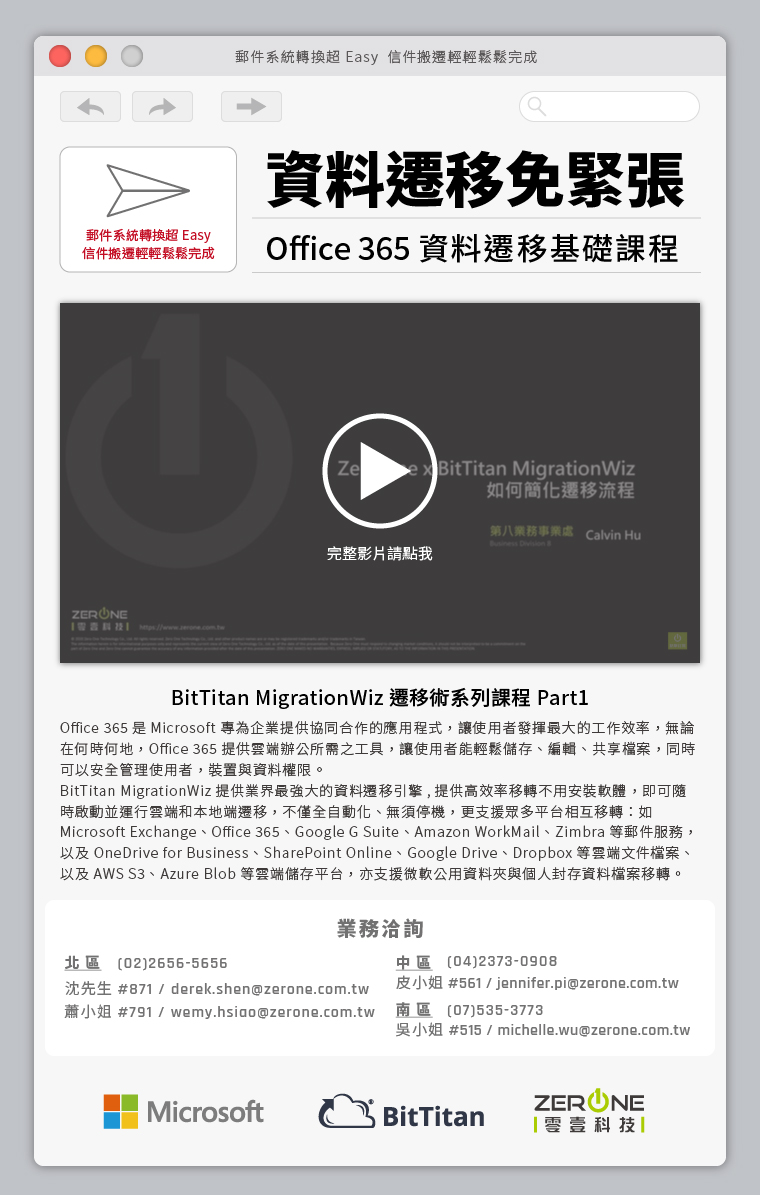 郵件系統轉換超 Easy 信件搬遷輕輕鬆鬆完成
資料遷移免緊張
郵件系統轉換超 Easy
信件搬遷輕輕鬆鬆完成
Office 365 資料遷移基礎課程
BitTitan MigrationWiz
如何簡化遷移流程
第八業務事業處 Calvin Hu
Business Division 8
完整影片請點我
ZERONE
零壹科技
https://www.zerone.com.tw
BitTitan MigrationWiz 遷移術系列課程 Part1
Office 365 是 Microsoft 專為企業提供協同合作的應用程式，讓使用者發揮最大的工作效率，無論
在何時何地，Office 365 提供雲端辦公所需之工具，讓使用者能輕鬆儲存、編輯、共享檔案，同時
可以安全管理使用者，裝置與資料權限。
BitTitan MigrationWiz 提供業界最強大的資料遷移引擎 , 提供高效率移轉不用安裝軟體，即可隨
時啟動並運行雲端和本地端遷移，不僅全自動化、無須停機，更支援眾多平台相互移轉：如
Microsoft Exchange、Office 365、Google G Suite、Amazon WorkMail、Zimbra 等郵件服務，
以及 OneDrive for Business、SharePoint Online、Google Drive、Dropbox 等雲端文件檔案、
以及 AWS S3、Azure Blob 等雲端儲存平台，亦支援微軟公用資料夾與個人封存資料檔案移轉。
業務洽詢
北區 (02)2656-5656
沈先生 #871 / derek.shen@zerone.com.tw
蕭小姐 #791 / wemy.hsiao@zerone.com.tw
中區 (04)2373-0908
皮小姐 #561 / jennifer.pi@zerone.com.tw
南區 (07)535-3773
吳小姐 #515 / michelle.wu@zerone.com.tw
Microsoft
BitTitan
ZERONE
零壹科技